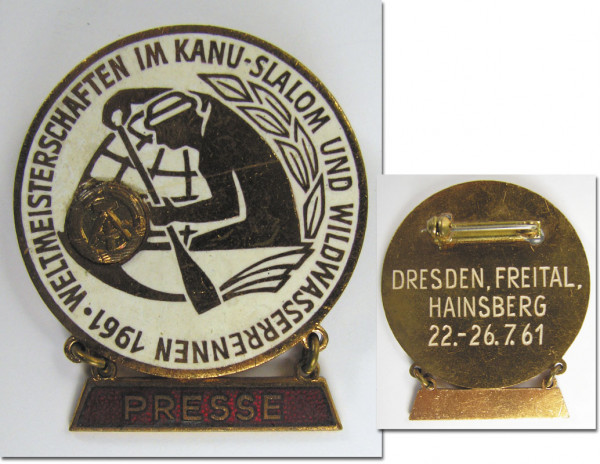 WELTMEISTERSCHAFTEN IM KANU-SLALOM UND WILDWASSERRENNEN 1961 •
PRESSE
DRESDEN, FREITAL,
HAINSBERG
22.-26.7.61